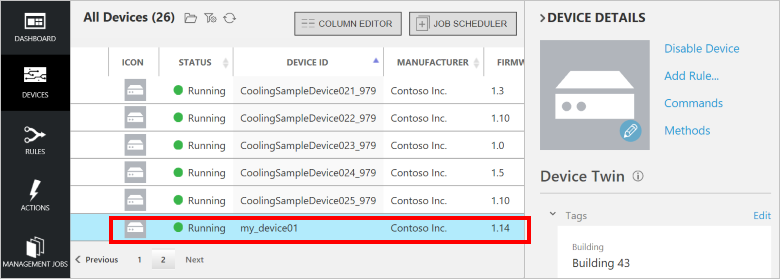 DASHBOARD
DEVICES
RULES
ACTIONS
MANAGEMENT JOBS
All Devices (26)
COLUMN EDITOR
JOB SCHEDULER
ICON STATUS DEVICE ID MANUFACTURER FIRMW
Running CoolingSampleDevice021_979 Contoso Inc. 1.3
Running CoolingSampleDevice022_979 Contoso Inc. 1.10
Running CoolingSampleDevice023_979 Contoso Inc. 1.0
Running CoolingSampleDevice024_979 Contoso Inc. 1.5
Running CoolingSampleDevice025_979 Contoso Inc. 1.10
Running my_device01 Contoso Inc. 1.14
Previous 1 2 Next
DEVICE DETAILS
Disable Device
Add Rule...
Commands
Methods
Device Twin
Tags Edit
Building
Building 43